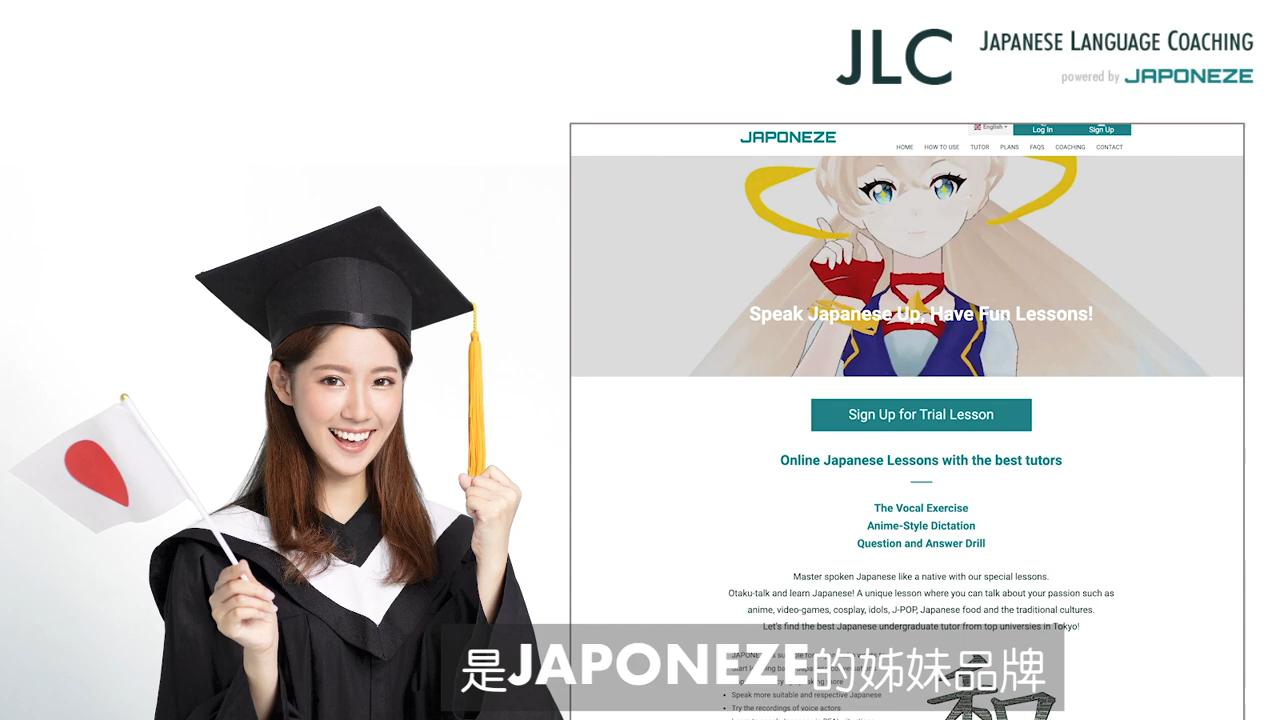 JLC
JAPANESE LANGUAGE COACHING
powered by JAPONEZE
JAPONEZE
English
Log In
Sign Up
HOME
HOW TO USE
TUTOR
PLANS
FAQS
COACHING
CONTACT
Speak Japanese Up, Have Fun Lessons!
Sign Up for Trial Lesson
Online Japanese Lessons with the best tutors
The Vocal Exercise
Anime-Style Dictation
Question and Answer Drill
Master spoken Japanese like a native with our special lessons.
Otaku-talk and learn Japanese! A unique lesson where you can talk about your passion such as
anime, video-games, cosplay, idols, J-POP, Japanese food and the traditional cultures.
Let's find the best Japanese undergraduate tutor from top universies in Tokyo!
是JAPONEZE的姊妹品牌
Speak more suitable and respective Japanese
Try the recordings of voice actors